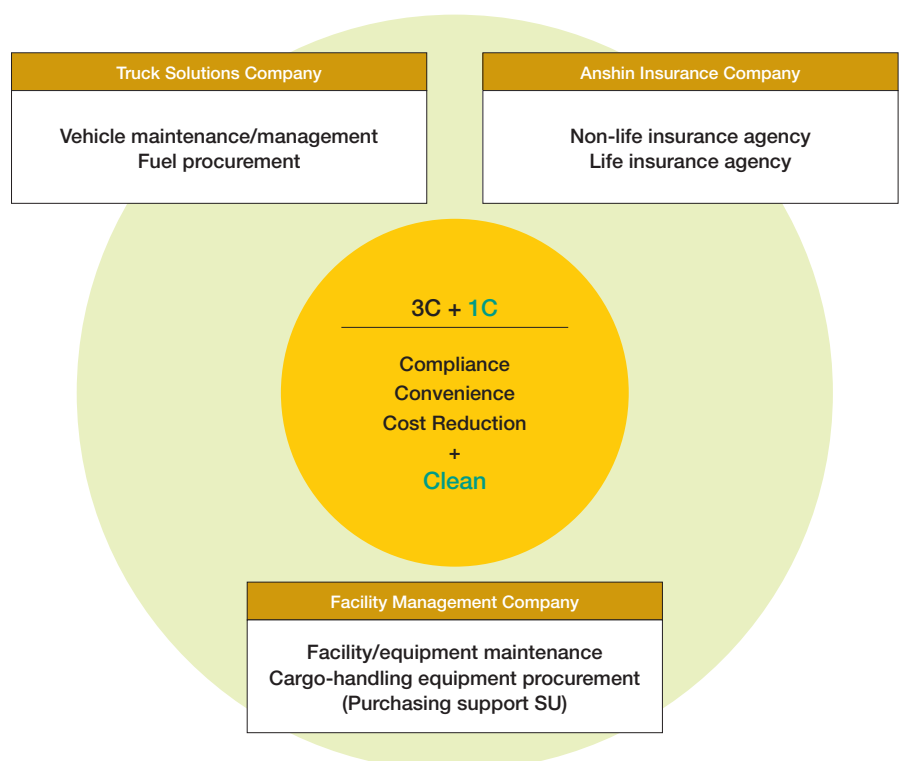 Truck Solutions Company
Vehicle maintenance/management
Fuel procurement
Anshin Insurance Company
Non-life insurance agency
Life insurance agency
3C + 1C
Compliance
Convenience
Cost Reduction
+
Clean
Facility Management Company
Facility/equipment maintenance
Cargo-handling equipment procurement
(Purchasing support SU)